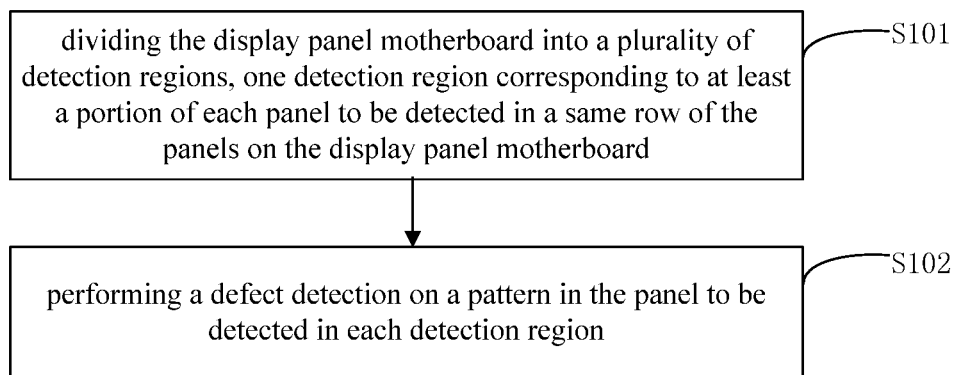 dividing the display panel motherboard into a plurality of
detection regions, one detection region corresponding to at least
a portion of each panel to be detected in a same row of the
panels on the display panel motherboard
S101
performing a defect detection on a pattern in the panel to be
detected in each detection region
S102